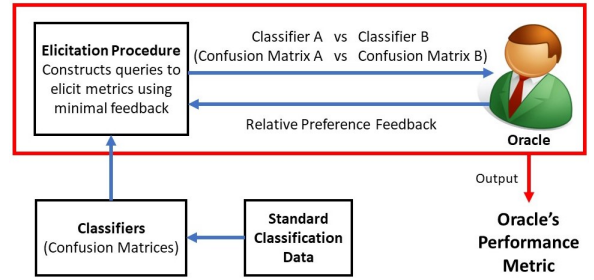 Elicitation Procedure
Constructs queries to
elicit metrics using
minimal feedback
Classifier A vs Classifier B
(Confusion Matrix A vs Confusion Matrix B)
Relative Preference Feedback
Oracle
Output
Classifiers
(Confusion Matrices)
Standard
Classification
Data
Oracle's
Performance
Metric